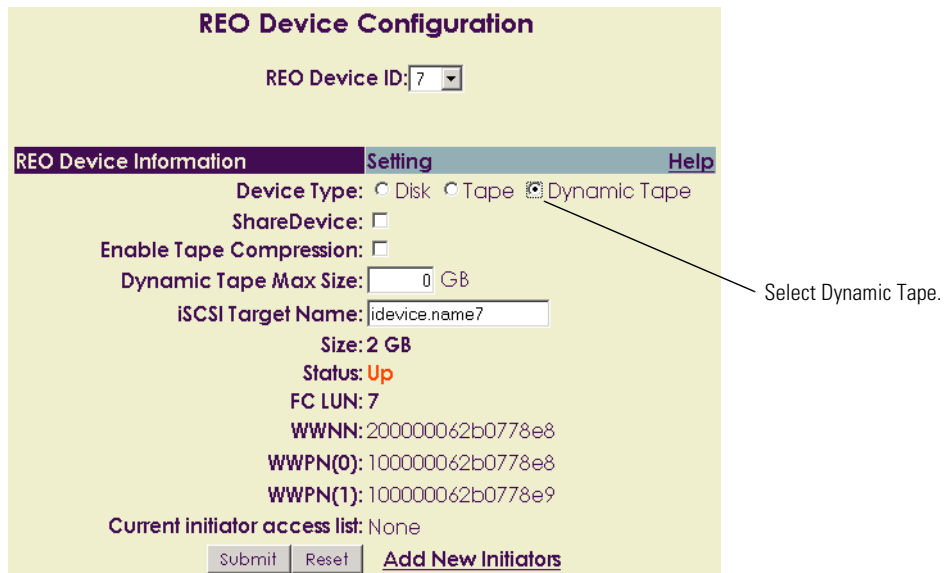 REO Device Configuration
REO Device ID: 7
REO Device Information Setting Help
Device Type: Disk Tape Dynamic Tape
ShareDevice:
Enable Tape Compression:
Dynamic Tape Max Size: 0 GB
Select Dynamic Tape.
iSCSI Target Name: idevice.name7
Size: 2 GB
Status: Up
FC LUN: 7
WWNN: 200000062b0778e8
WWPN(0): 100000062b0778e8
WWPN(1): 100000062b0778e9
Current initiator access list: None
Submit Reset Add New Initiators